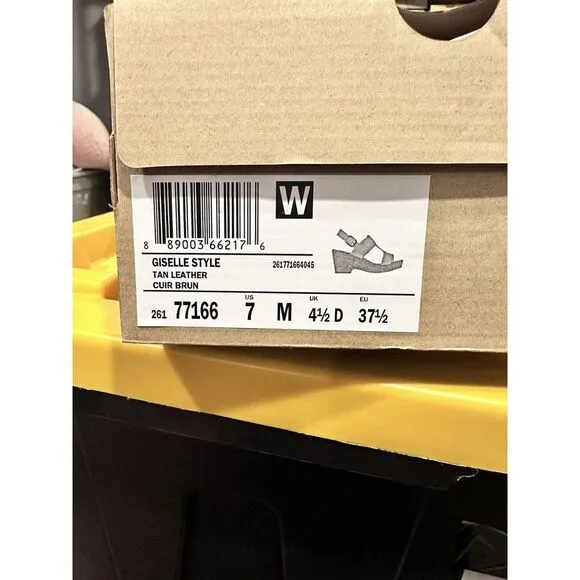 W
8 89003 66217 6
GISELLE STYLE 261771664045
TAN LEATHER
CUIR BRUN
US UK EU
261 77166 7 M 4½ D 37½